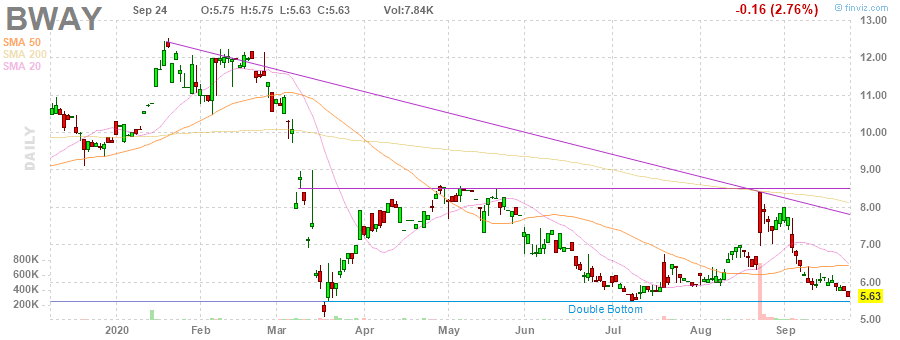 BWAY Sep 24 O:5.75 H:5.75 L:5.63 C:5.63 Vol:7.84K -0.16 (2.76%)
© finviz.com
SMA 50
SMA 200
SMA 20
DAILY
13.00
12.00
11.00
10.00
9.00
8.00
7.00
6.00
5.63
5.00
800K
600K
400K
200K
Double Bottom
2020 Feb Mar Apr May Jun Jul Aug Sep